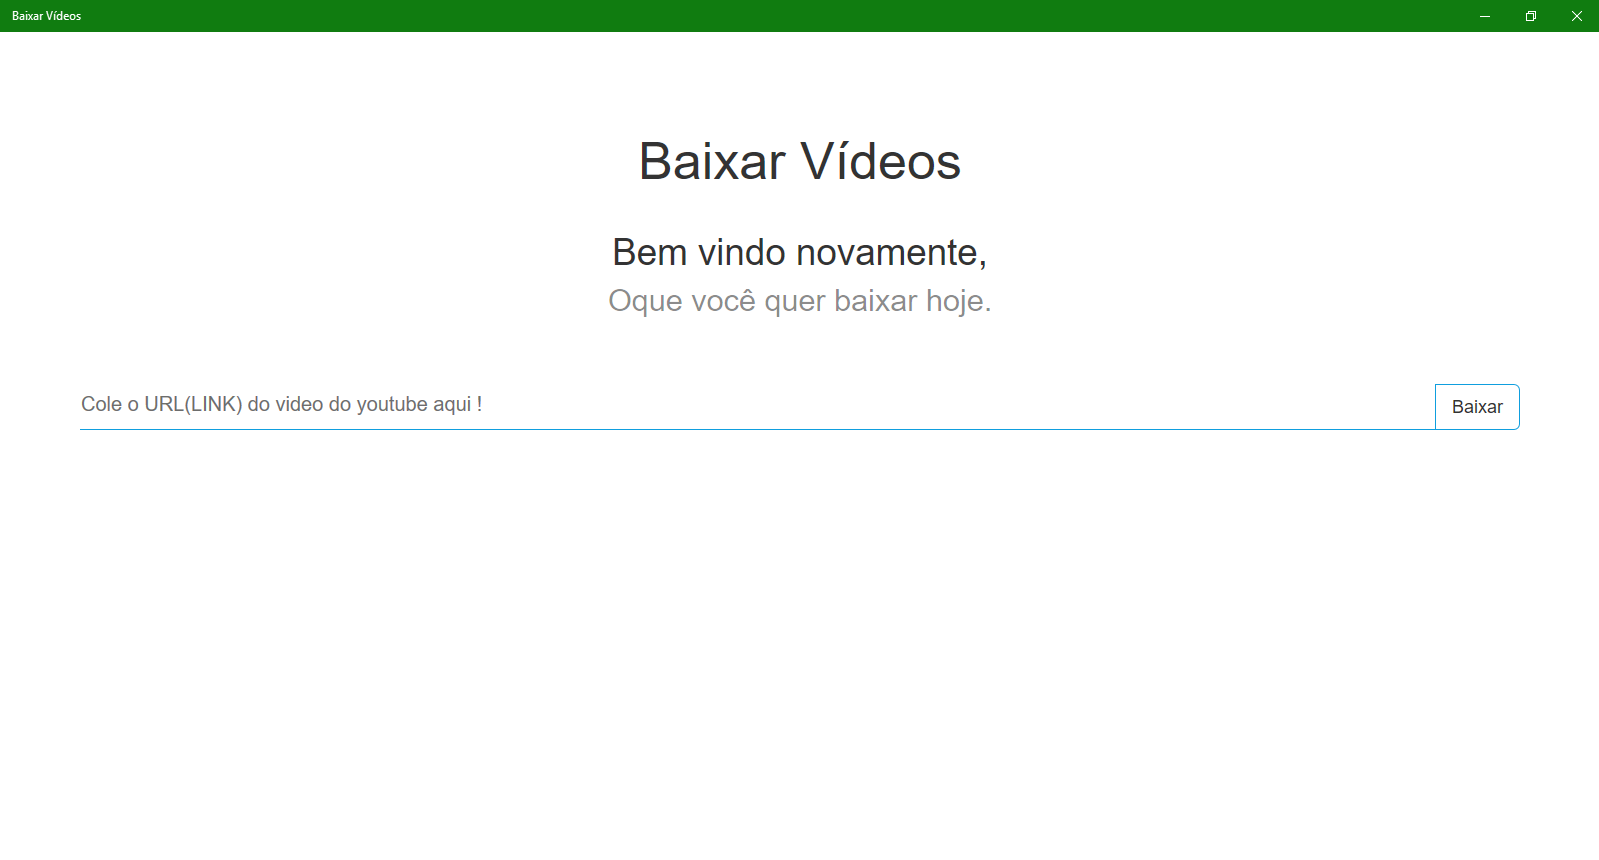 Baixar Vídeos
Baixar Vídeos
Bem vindo novamente,
Oque você quer baixar hoje.
Cole o URL(LINK) do video do youtube aqui !
Baixar